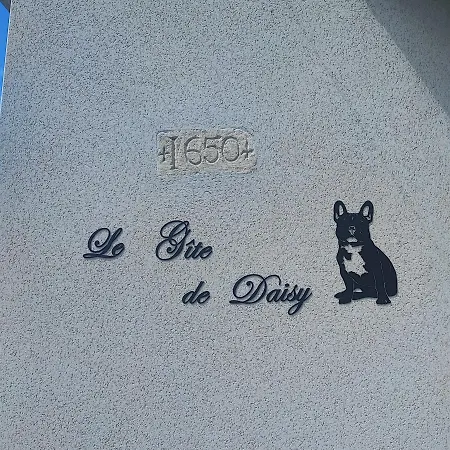 +1650+
Le Gîte
de Daisy